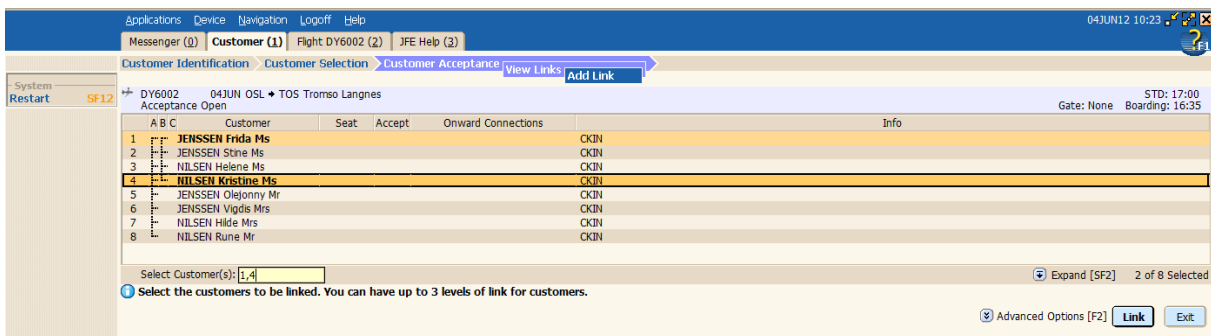 Applications Device Navigation Logoff Help 04JUN12 10:23
Messenger (0) Customer (1) Flight DY6002 (2) JFE Help (3) ? F1
Customer Identification Customer Selection Customer Acceptance View Links Add Link
System
Restart SF12
DY6002 04JUN OSL → TOS Tromso Langnes STD: 17:00
Acceptance Open Gate: None Boarding: 16:35
A B C Customer Seat Accept Onward Connections Info
1 JENSSEN Frida Ms CKIN
2 JENSSEN Stine Ms CKIN
3 NILSEN Helene Ms CKIN
4 NILSEN Kristine Ms CKIN
5 JENSSEN Olejonny Mr CKIN
6 JENSSEN Vigdis Mrs CKIN
7 NILSEN Hilde Mrs CKIN
8 NILSEN Rune Mr CKIN
Select Customer(s): 1,4 Expand [SF2] 2 of 8 Selected
Select the customers to be linked. You can have up to 3 levels of link for customers.
Advanced Options [F2] Link Exit